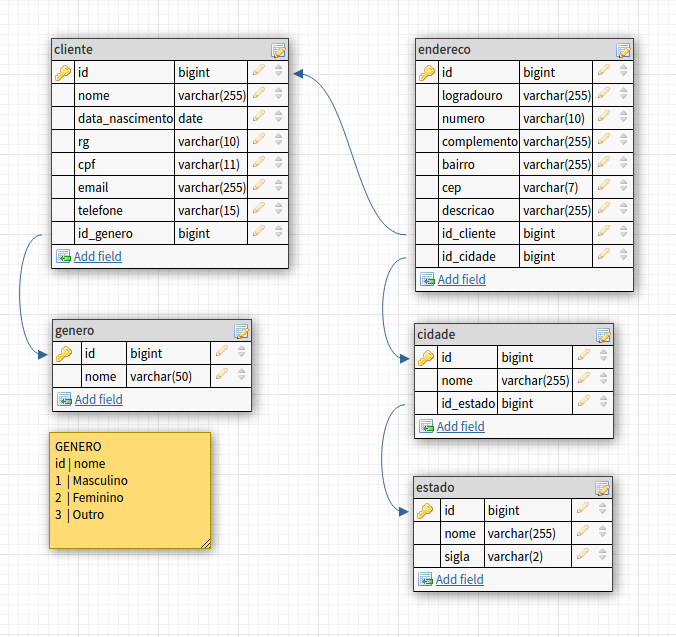 cliente
id bigint
nome varchar(255)
data_nascimento date
rg varchar(10)
cpf varchar(11)
email varchar(255)
telefone varchar(15)
id_genero bigint
Add field
endereco
id bigint
logradouro varchar(255)
numero varchar(10)
complemento varchar(255)
bairro varchar(255)
cep varchar(7)
descricao varchar(255)
id_cliente bigint
id_cidade bigint
Add field
genero
id bigint
nome varchar(50)
Add field
cidade
id bigint
nome varchar(255)
id_estado bigint
Add field
GENERO
id | nome
1 | Masculino
2 | Feminino
3 | Outro
estado
id bigint
nome varchar(255)
sigla varchar(2)
Add field